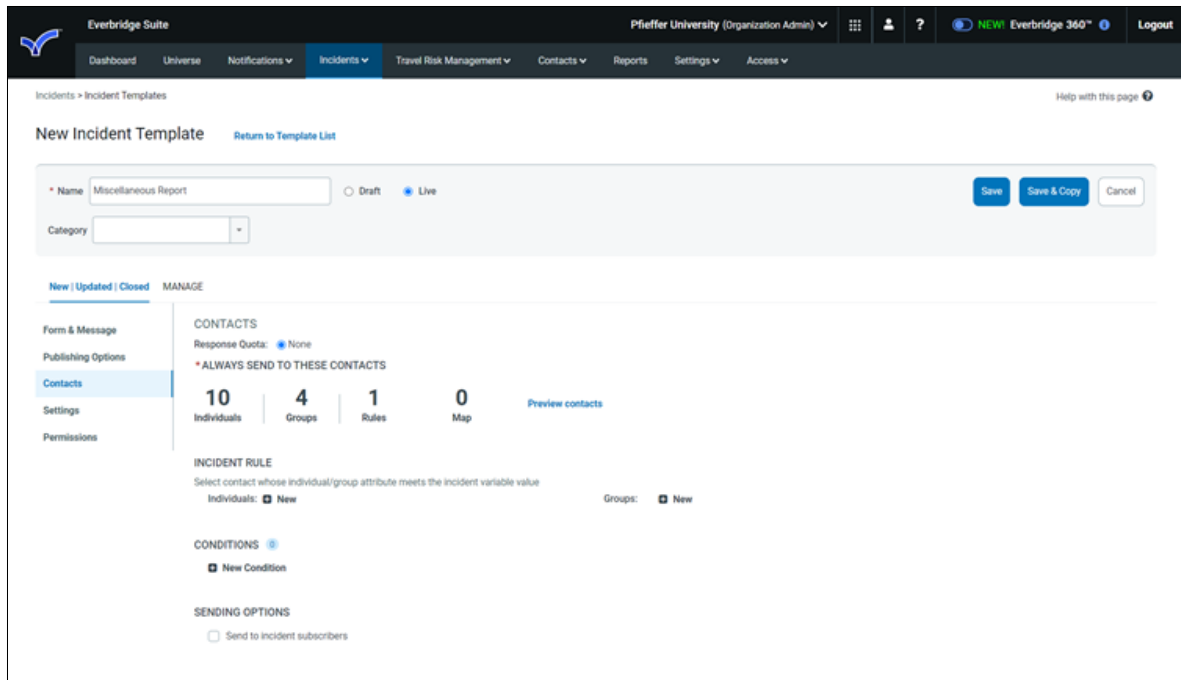 Everbridge Suite
Pfieffer University (Organization Admin)
?
NEW! Everbridge 360™
Logout
Dashboard Universe Notifications Incidents Travel Risk Management Contacts Reports Settings Access
Incidents > Incident Templates
Help with this page
New Incident Template Return to Template List
* Name Miscellaneous Report Draft Live Save Save & Copy Cancel
Category
New | Updated | Closed MANAGE
Form & Message
Publishing Options
Contacts
Settings
Permissions
CONTACTS
Response Quota: None
*ALWAYS SEND TO THESE CONTACTS
10 4 1 0 Preview contacts
Individuals Groups Rules Map
INCIDENT RULE
Select contact whose individual/group attribute meets the incident variable value
Individuals: New Groups: New
CONDITIONS 0
New Condition
SENDING OPTIONS
Send to incident subscribers